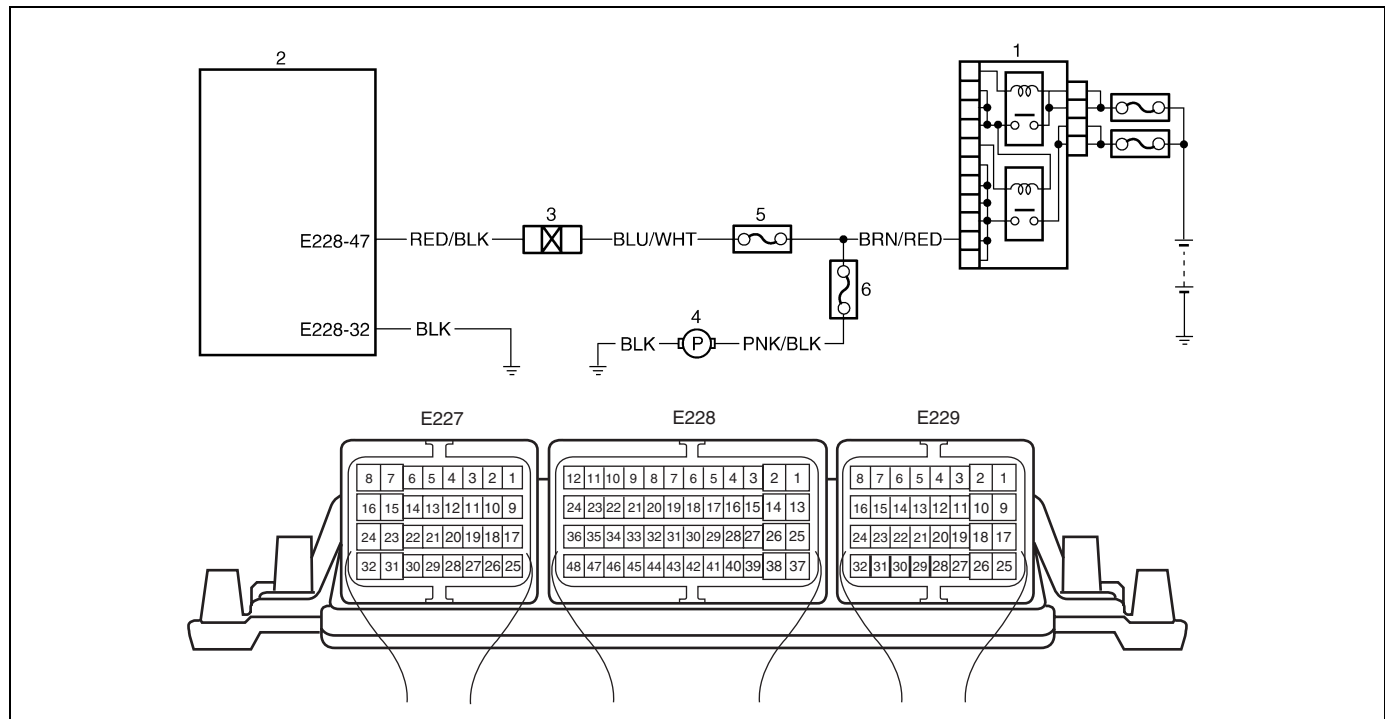 1
2
E228-47 RED/BLK 3 BLU/WHT 5 BRN/RED
6
E228-32 BLK
BLK 4 P PNK/BLK
E227 E228 E229
8 7 6 5 4 3 2 1 12 11 10 9 8 7 6 5 4 3 2 1 8 7 6 5 4 3 2 1
16 15 14 13 12 11 10 9 24 23 22 21 20 19 18 17 16 15 14 13 16 15 14 13 12 11 10 9
24 23 22 21 20 19 18 17 36 35 34 33 32 31 30 29 28 27 26 25 24 23 22 21 20 19 18 17
32 31 30 29 28 27 26 25 48 47 46 45 44 43 42 41 40 39 38 37 32 31 30 29 28 27 26 25